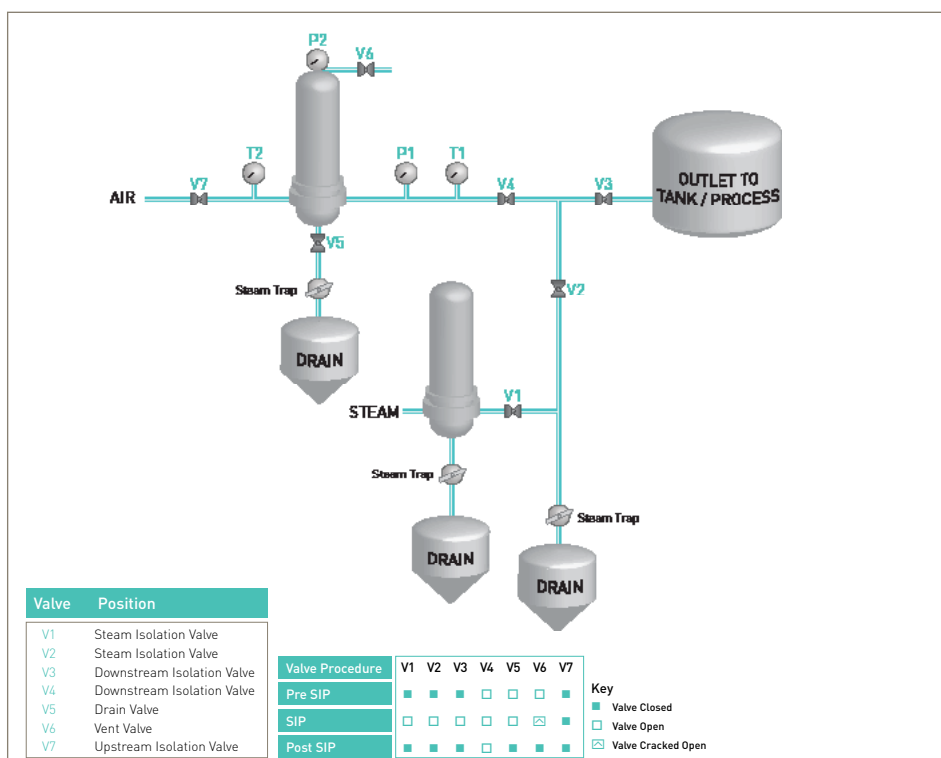 P2
V6
T2
P1
T1
V7
V4
V3
AIR
OUTLET TO
TANK / PROCESS
V5
Steam Trap
V2
DRAIN
V1
STEAM
Steam Trap
Steam Trap
DRAIN
DRAIN
Valve Position
V1 Steam Isolation Valve
V2 Steam Isolation Valve
V3 Downstream Isolation Valve
V4 Downstream Isolation Valve
V5 Drain Valve
V6 Vent Valve
V7 Upstream Isolation Valve
Valve Procedure V1 V2 V3 V4 V5 V6 V7
Pre SIP
SIP
Post SIP
Key
Valve Closed
Valve Open
Valve Cracked Open